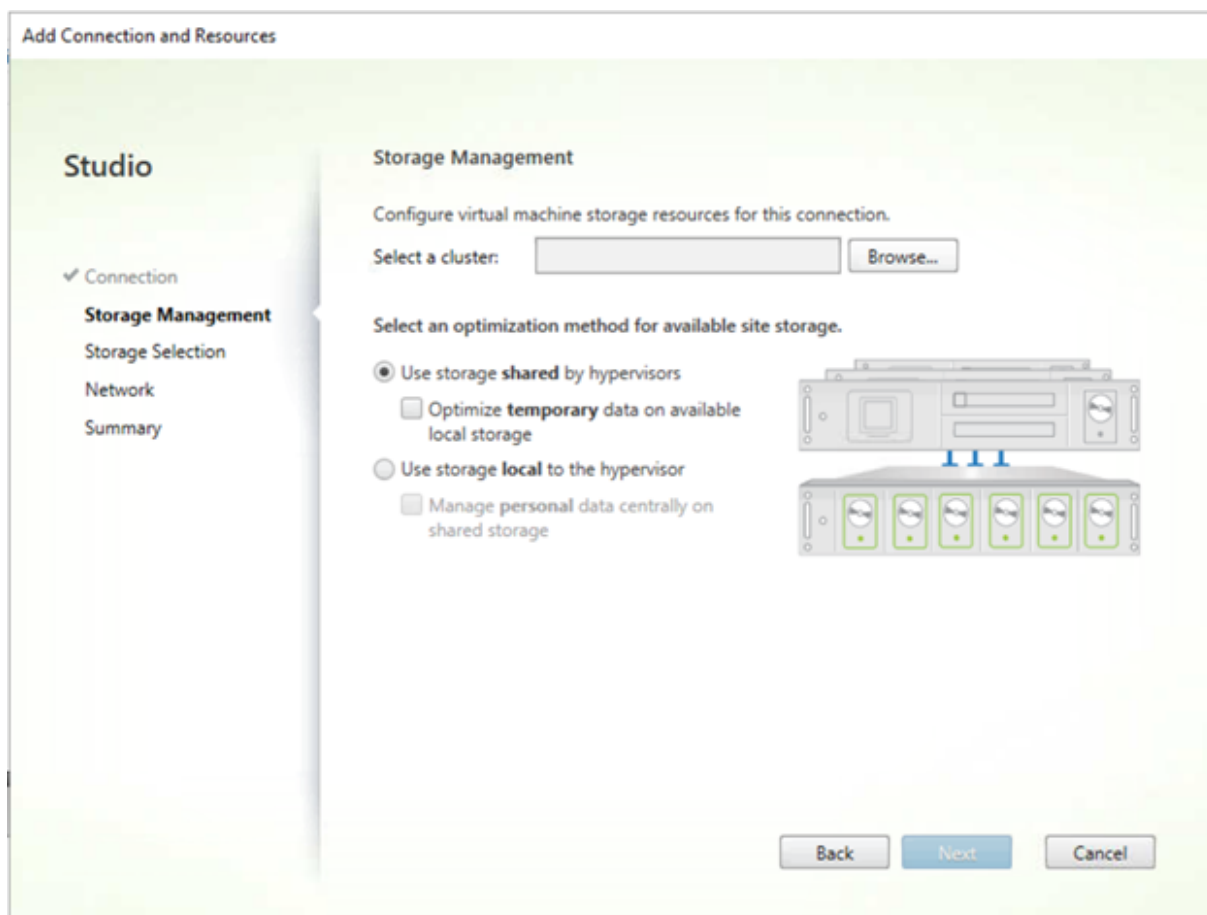 Add Connection and Resources
Studio
✔ Connection
Storage Management
Storage Selection
Network
Summary
Storage Management
Configure virtual machine storage resources for this connection.
Select a cluster:
Browse...
Select an optimization method for available site storage.
Use storage shared by hypervisors
Optimize temporary data on available
local storage
Use storage local to the hypervisor
Manage personal data centrally on
shared storage
Back
Next
Cancel